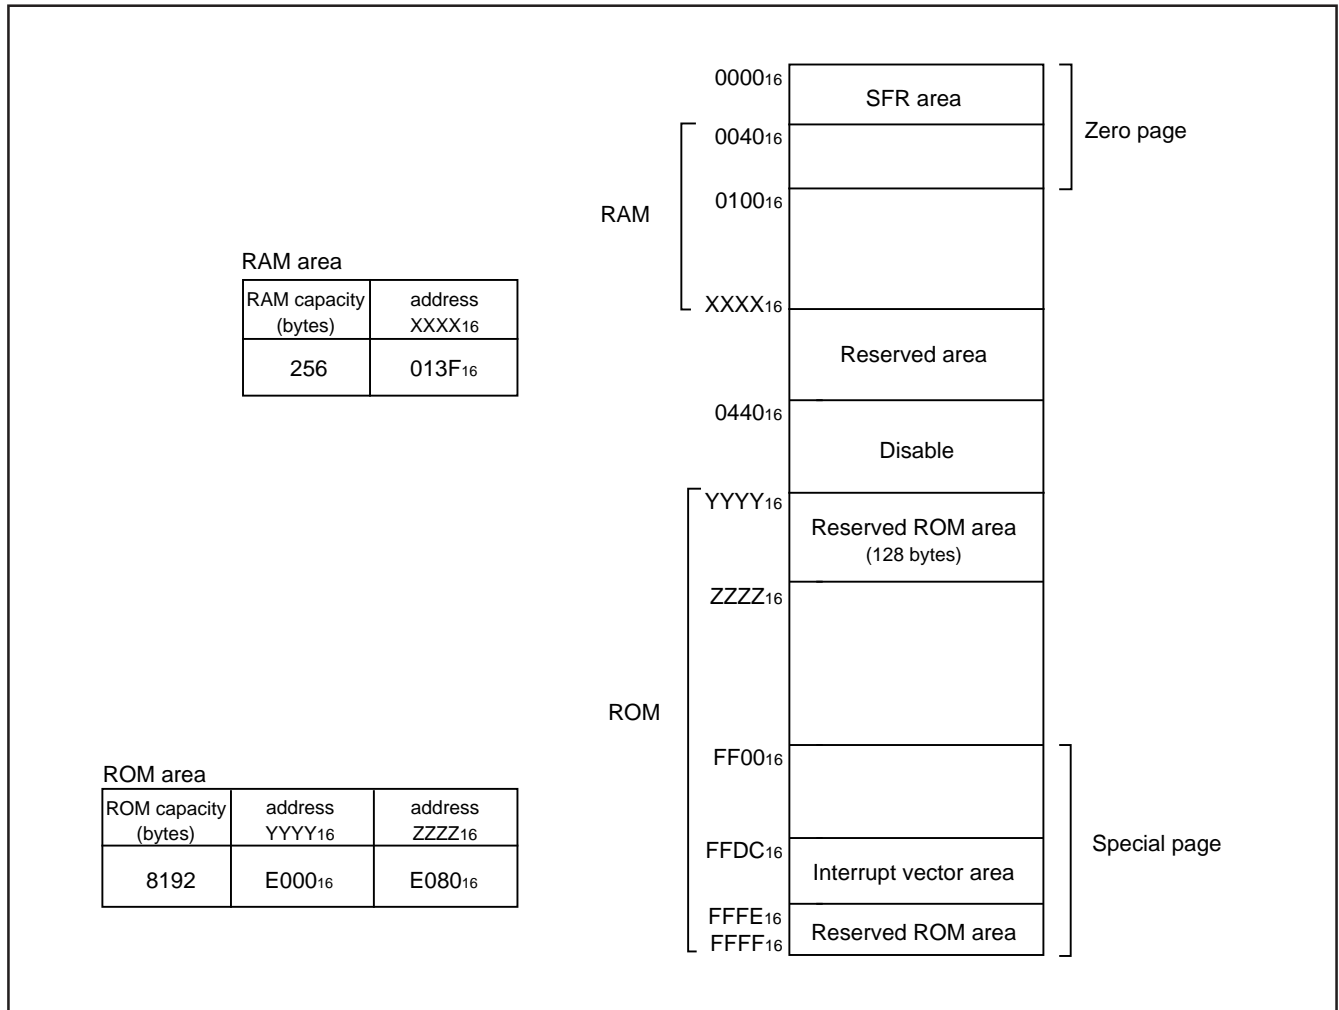 000016
SFR area
004016
Zero page
010016
RAM
RAM area
RAM capacity
(bytes)
address
XXXX16
256
013F16
XXXX16
Reserved area
044016
Disable
YYYY16
Reserved ROM area
(128 bytes)
ZZZZ16
ROM
FF0016
ROM area
ROM capacity
(bytes)
address
YYYY16
address
ZZZZ16
8192
E00016
E08016
FFDC16
Interrupt vector area
Special page
FFFE16
FFFF16
Reserved ROM area